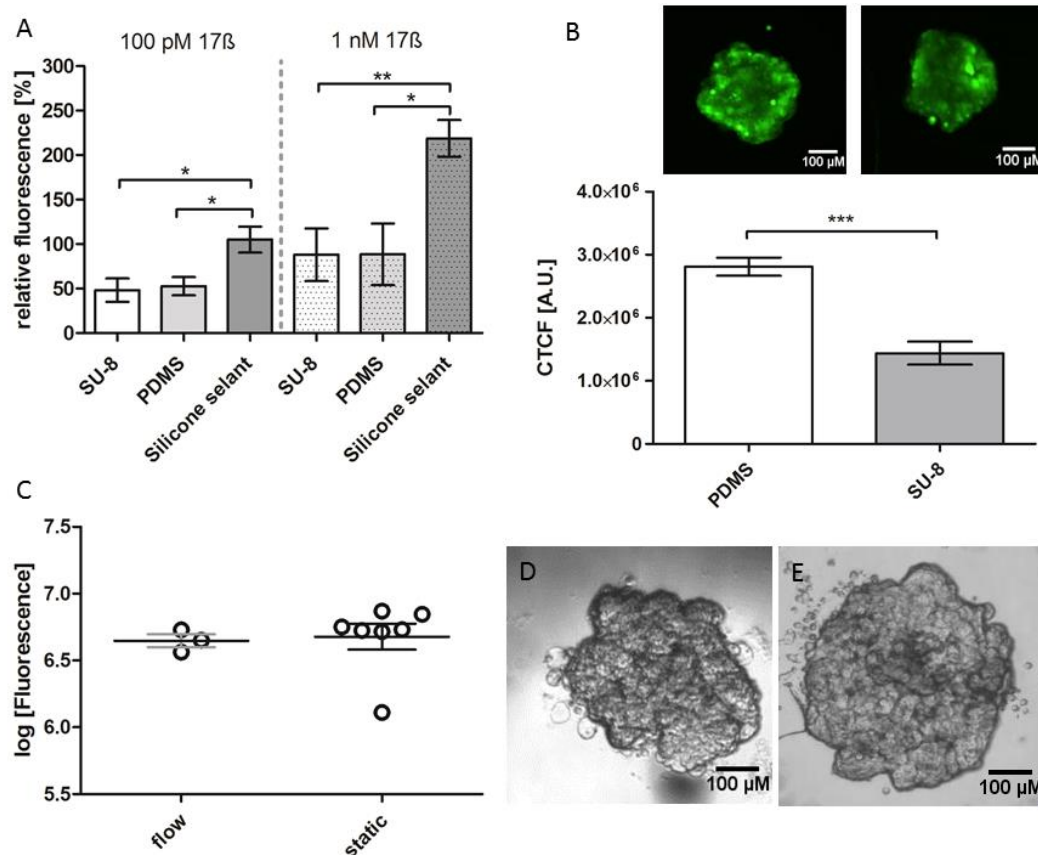 A
100 pM 17ß
1 nM 17ß
relative fluorescence [%]
300
250
200
150
100
50
0
*
*
**
*
SU-8
PDMS
Silicone selant
SU-8
PDMS
Silicone selant
B
100 µM
100 µM
CTCF [A.U.]
4.0×10⁶
3.0×10⁶
2.0×10⁶
1.0×10⁶
0
***
PDMS
SU-8
C
log [Fluorescence]
7.5
7.0
6.5
6.0
5.5
flow
static
D
100 µM
E
100 µM